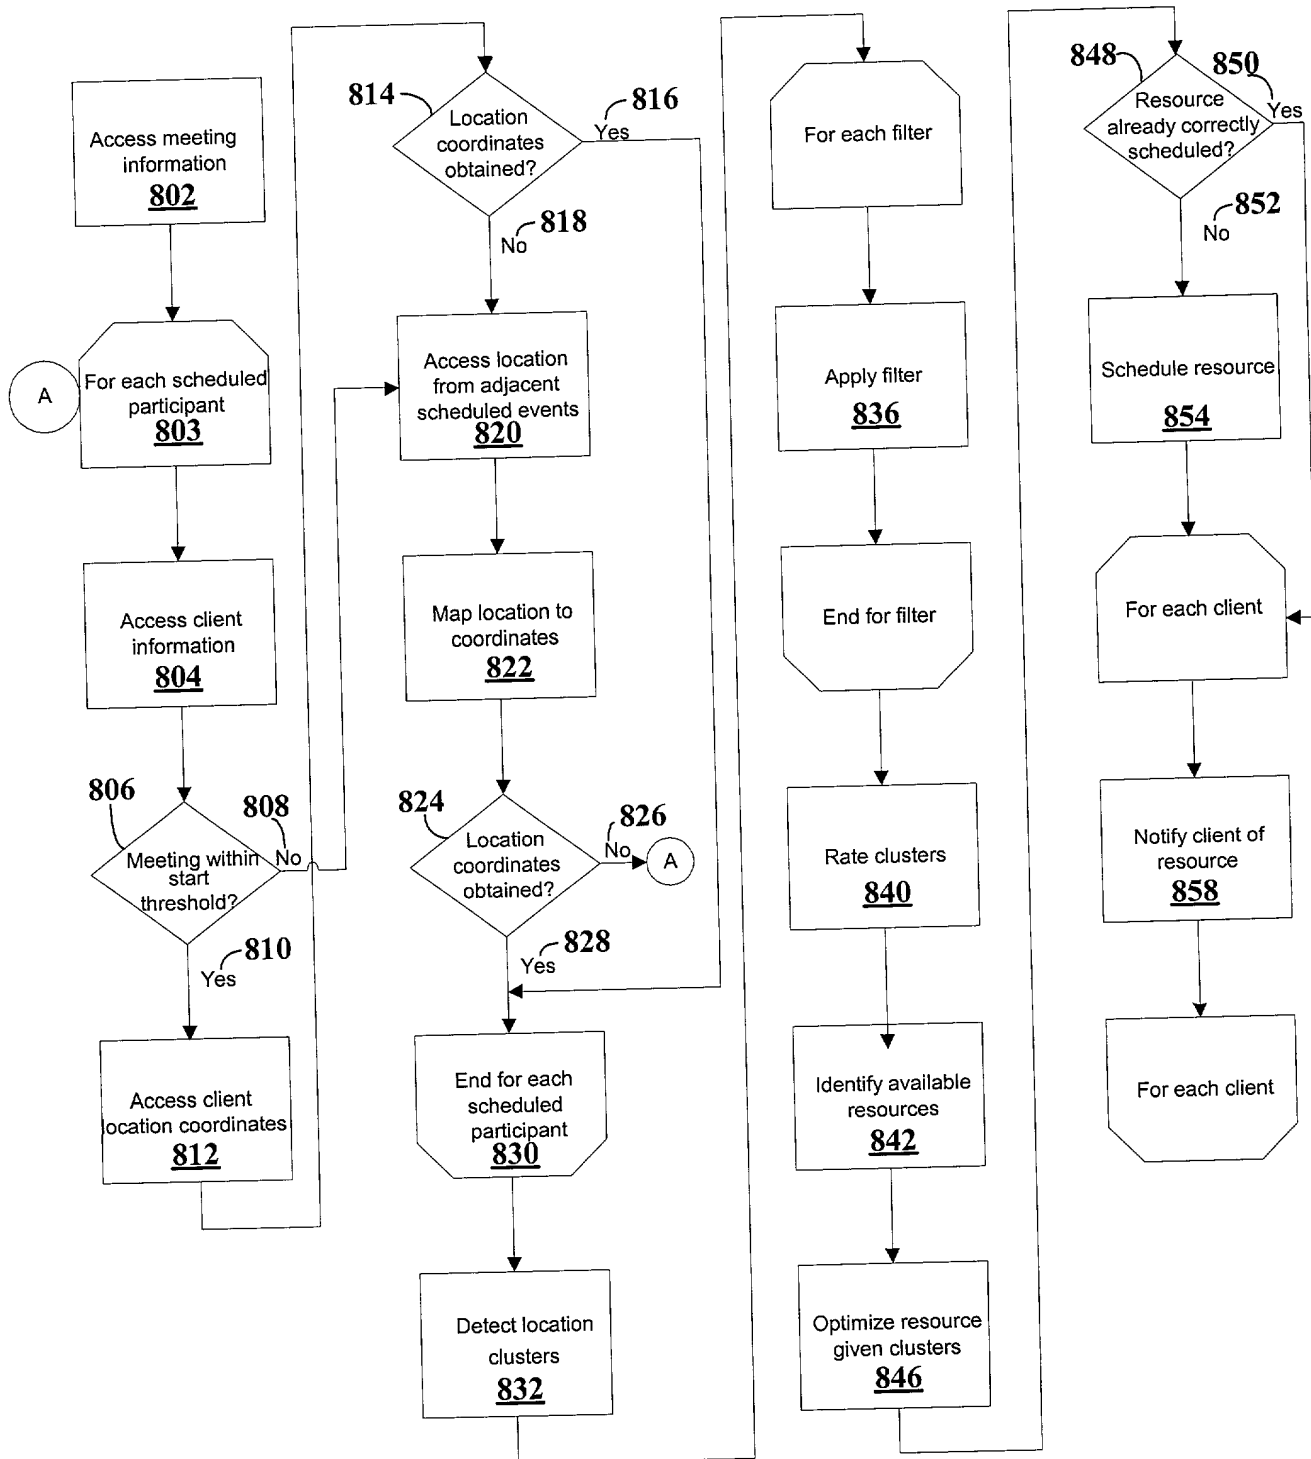 Access meeting
information
802
A
For each scheduled
participant
803
Access client
information
804
806
808
Meeting within
start
threshold?
No
810
Yes
Access client
location coordinates
812
814
816
Location
coordinates
obtained?
Yes
818
No
Access location
from adjacent
scheduled events
820
Map location to
coordinates
822
824
826
Location
coordinates
obtained?
No
A
828
Yes
End for each
scheduled
participant
830
Detect location
clusters
832
For each filter
Apply filter
836
End for filter
Rate clusters
840
Identify available
resources
842
Optimize resource
given clusters
846
848
850
Resource
already correctly
scheduled?
Yes
852
No
Schedule resource
854
For each client
Notify client of
resource
858
For each client